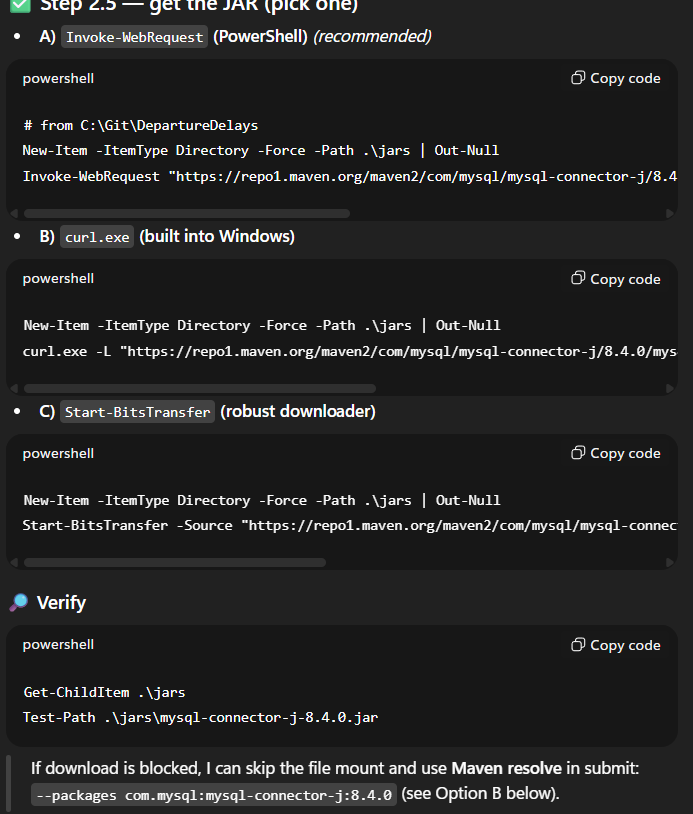 ✅ Step 2.5 — get the JAR (pick one)
• A) Invoke-WebRequest (PowerShell) (recommended)
powershell Copy code
# from C:\Git\DepartureDelays
New-Item -ItemType Directory -Force -Path .\jars | Out-Null
Invoke-WebRequest "https://repo1.maven.org/maven2/com/mysql/mysql-connector-j/8.4
• B) curl.exe (built into Windows)
powershell Copy code
New-Item -ItemType Directory -Force -Path .\jars | Out-Null
curl.exe -L "https://repo1.maven.org/maven2/com/mysql/mysql-connector-j/8.4.0/mys
• C) Start-BitsTransfer (robust downloader)
powershell Copy code
New-Item -ItemType Directory -Force -Path .\jars | Out-Null
Start-BitsTransfer -Source "https://repo1.maven.org/maven2/com/mysql/mysql-connec
🔎 Verify
powershell Copy code
Get-ChildItem .\jars
Test-Path .\jars\mysql-connector-j-8.4.0.jar
If download is blocked, I can skip the file mount and use Maven resolve in submit:
--packages com.mysql:mysql-connector-j:8.4.0 (see Option B below).